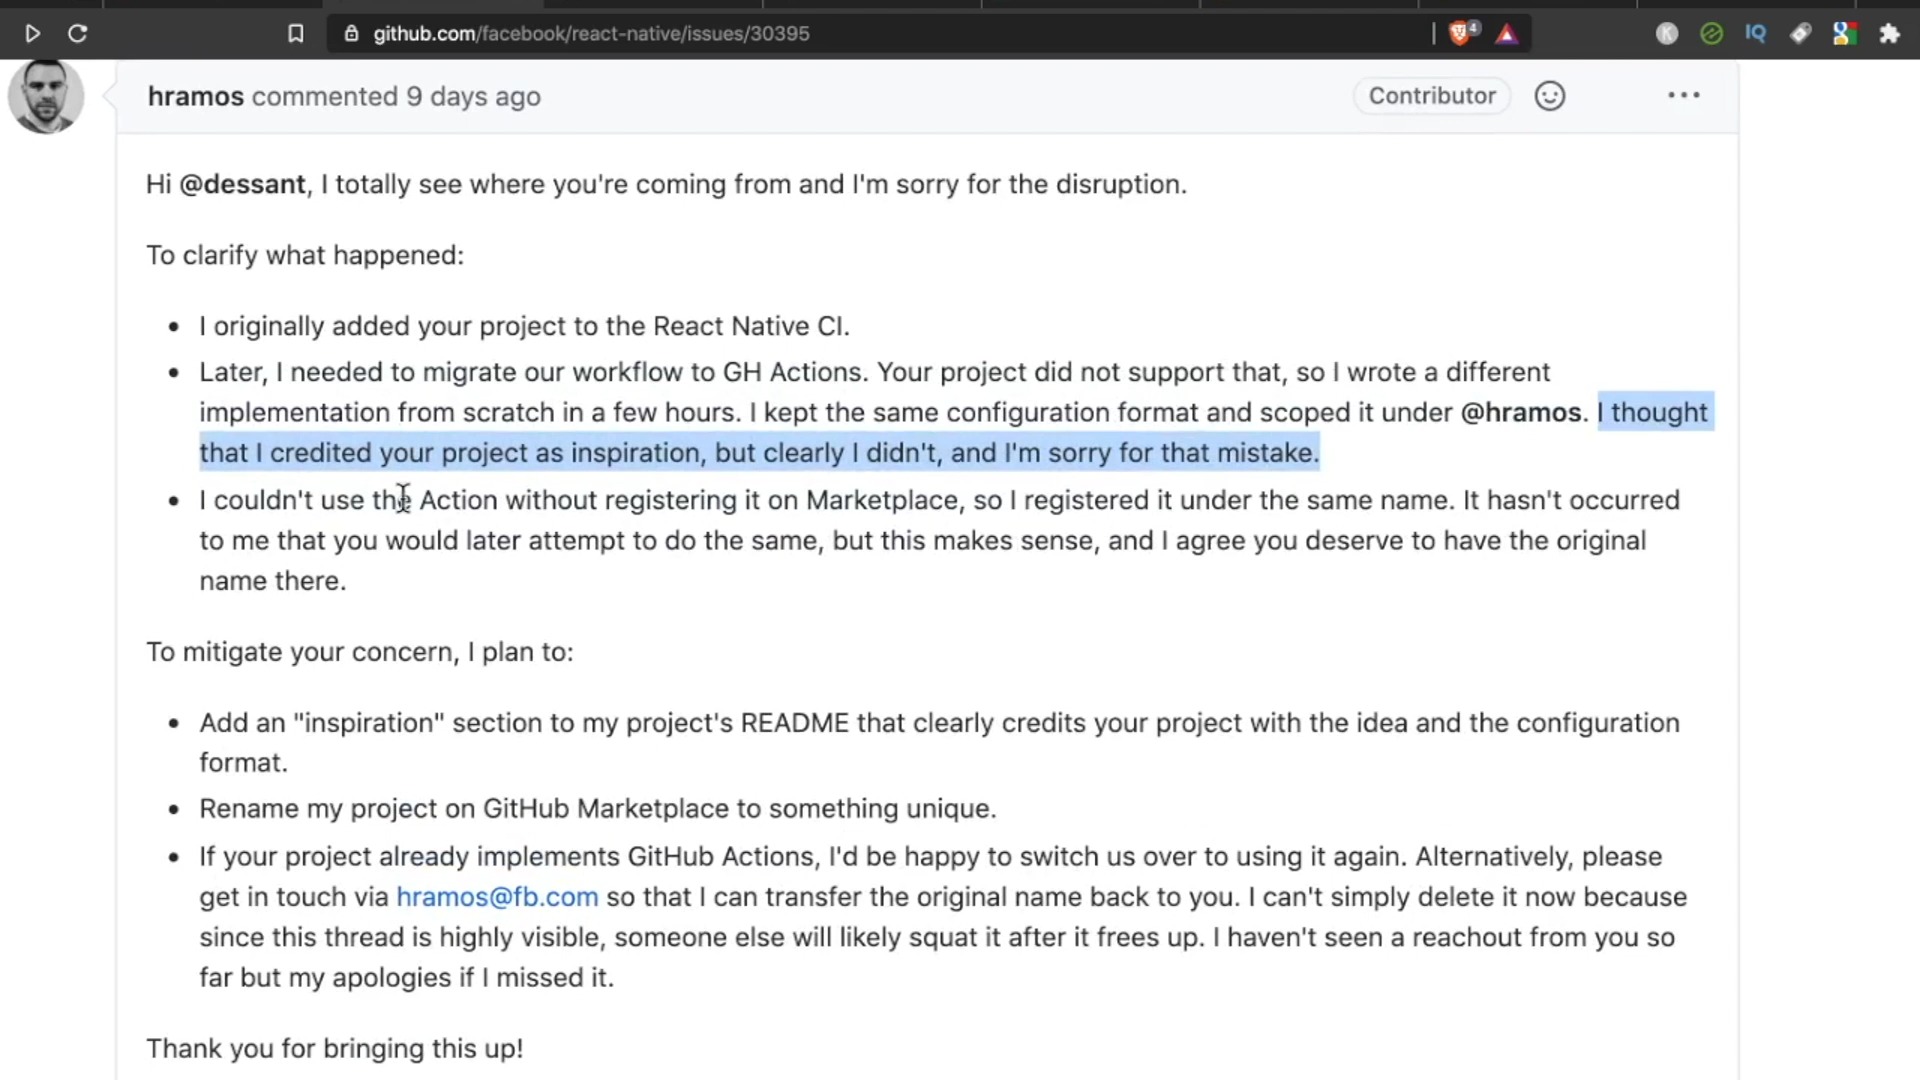 github.com/facebook/react-native/issues/30395
4
K
IQ
hramos commented 9 days ago
Contributor
Hi @dessant, I totally see where you're coming from and I'm sorry for the disruption.
To clarify what happened:
• I originally added your project to the React Native CI.
• Later, I needed to migrate our workflow to GH Actions. Your project did not support that, so I wrote a different
implementation from scratch in a few hours. I kept the same configuration format and scoped it under @hramos. I thought
that I credited your project as inspiration, but clearly I didn't, and I'm sorry for that mistake.
• I couldn't use the Action without registering it on Marketplace, so I registered it under the same name. It hasn't occurred
to me that you would later attempt to do the same, but this makes sense, and I agree you deserve to have the original
name there.
To mitigate your concern, I plan to:
• Add an "inspiration" section to my project's README that clearly credits your project with the idea and the configuration
format.
• Rename my project on GitHub Marketplace to something unique.
• If your project already implements GitHub Actions, I'd be happy to switch us over to using it again. Alternatively, please
get in touch via hramos@fb.com so that I can transfer the original name back to you. I can't simply delete it now because
since this thread is highly visible, someone else will likely squat it after it frees up. I haven't seen a reachout from you so
far but my apologies if I missed it.
Thank you for bringing this up!